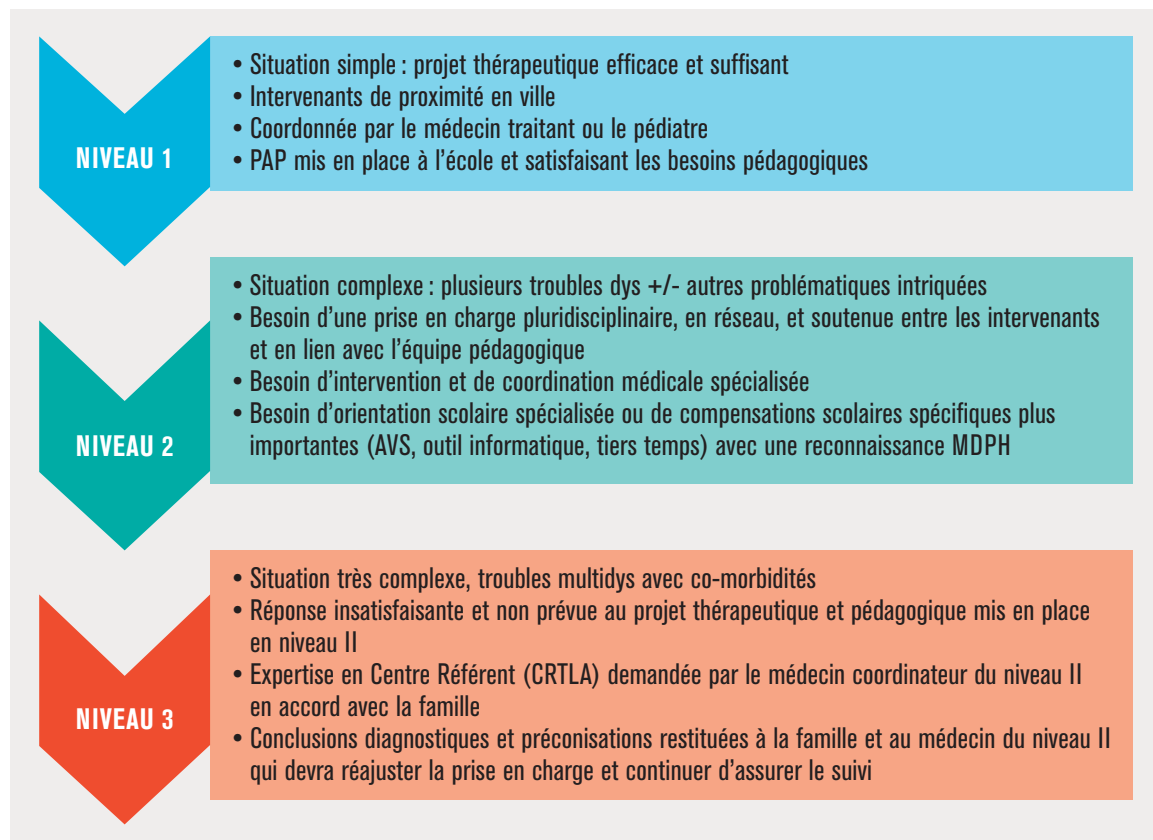 NIVEAU 1
• Situation simple : projet thérapeutique efficace et suffisant
• Intervenants de proximité en ville
• Coordonnée par le médecin traitant ou le pédiatre
• PAP mis en place à l’école et satisfaisant les besoins pédagogiques
NIVEAU 2
• Situation complexe : plusieurs troubles dys +/- autres problématiques intriquées
• Besoin d’une prise en charge pluridisciplinaire, en réseau, et soutenue entre les intervenants
et en lien avec l’équipe pédagogique
• Besoin d’intervention et de coordination médicale spécialisée
• Besoin d’orientation scolaire spécialisée ou de compensations scolaires spécifiques plus
importantes (AVS, outil informatique, tiers temps) avec une reconnaissance MDPH
NIVEAU 3
• Situation très complexe, troubles multidys avec co-morbidités
• Réponse insatisfaisante et non prévue au projet thérapeutique et pédagogique mis en place
en niveau II
• Expertise en Centre Référent (CRTLA) demandée par le médecin coordinateur du niveau II
en accord avec la famille
• Conclusions diagnostiques et préconisations restituées à la famille et au médecin du niveau II
qui devra réajuster la prise en charge et continuer d’assurer le suivi